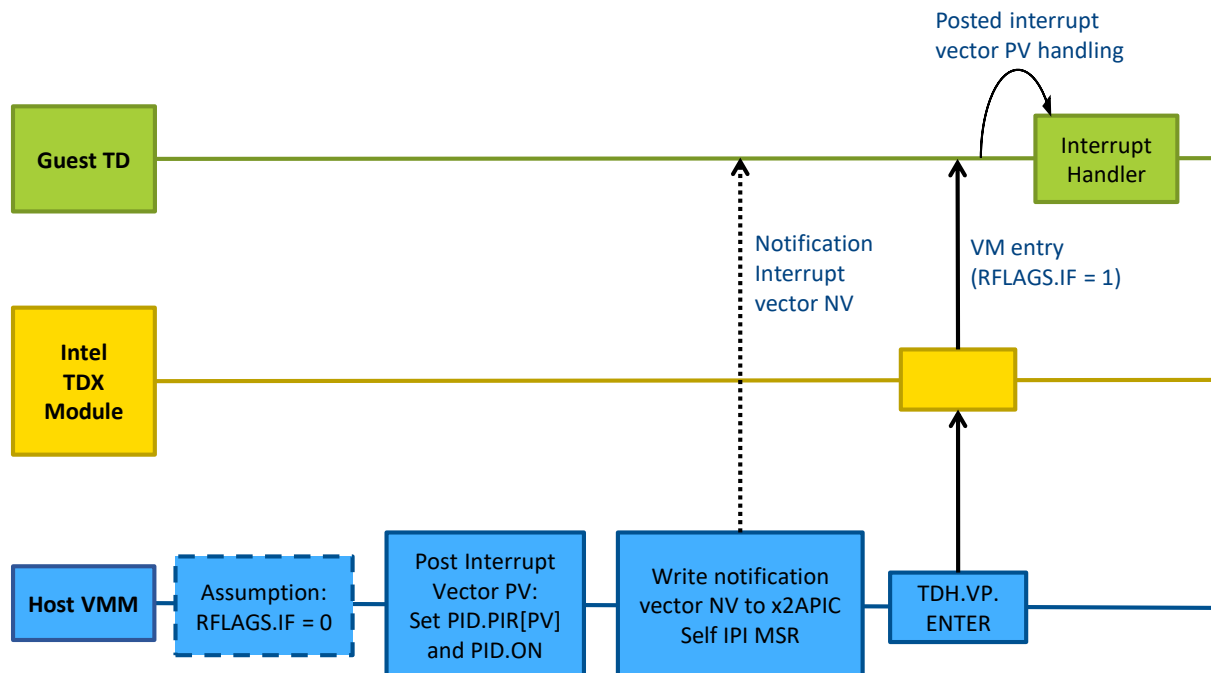 Posted interrupt
vector PV handling
Guest TD
Interrupt
Handler
Notification
Interrupt
vector NV
VM entry
(RFLAGS.IF = 1)
Intel
TDX
Module
Host VMM
Assumption:
RFLAGS.IF = 0
Post Interrupt
Vector PV:
Set PID.PIR[PV]
and PID.ON
Write notification
vector NV to x2APIC
Self IPI MSR
TDH.VP.
ENTER